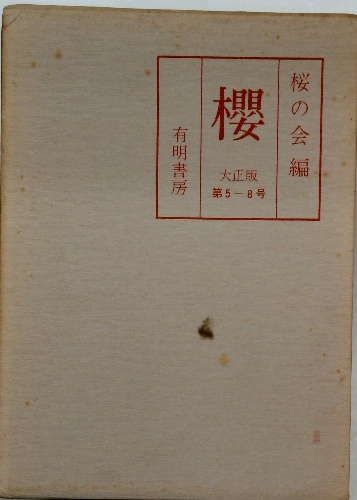 桜の会編
櫻
大正版
第5－8号
有明書房